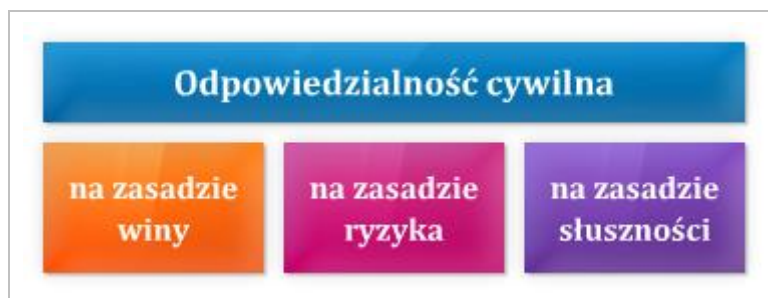 Odpowiedzialność cywilna
na zasadzie
winy
na zasadzie
ryzyka
na zasadzie
słuszności